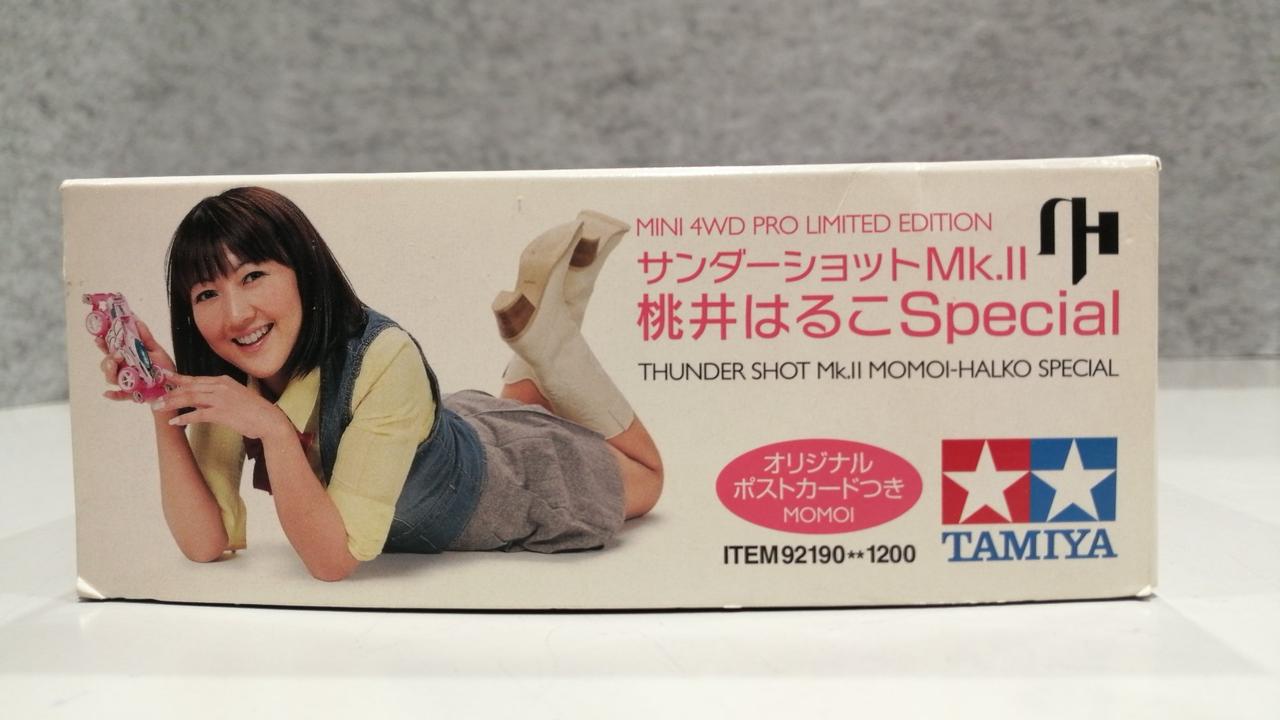 MINI 4WD PRO LIMITED EDITION
サンダーショットMk.II
桃井はるこSpecial
THUNDER SHOT Mk.II MOMOI-HALKO SPECIAL
オリジナル
ポストカードつき
MOMOI
ITEM 92190**1200
TAMIYA